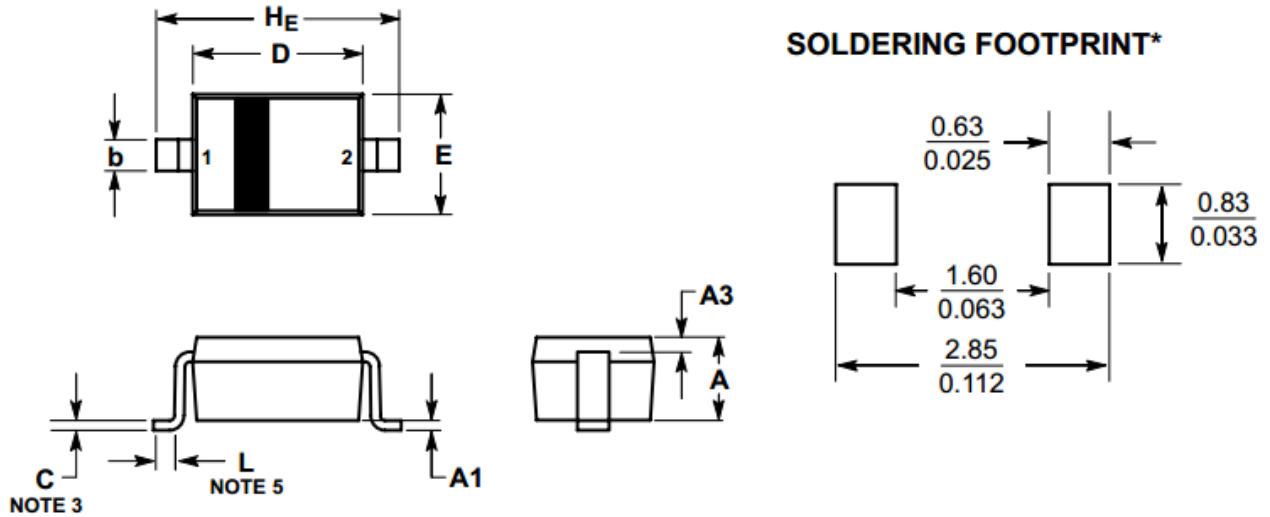 HE
D
b
1
2
E
C
NOTE 3
L
NOTE 5
A1
A3
A
SOLDERING FOOTPRINT*
0.63
0.025
0.83
0.033
1.60
0.063
2.85
0.112